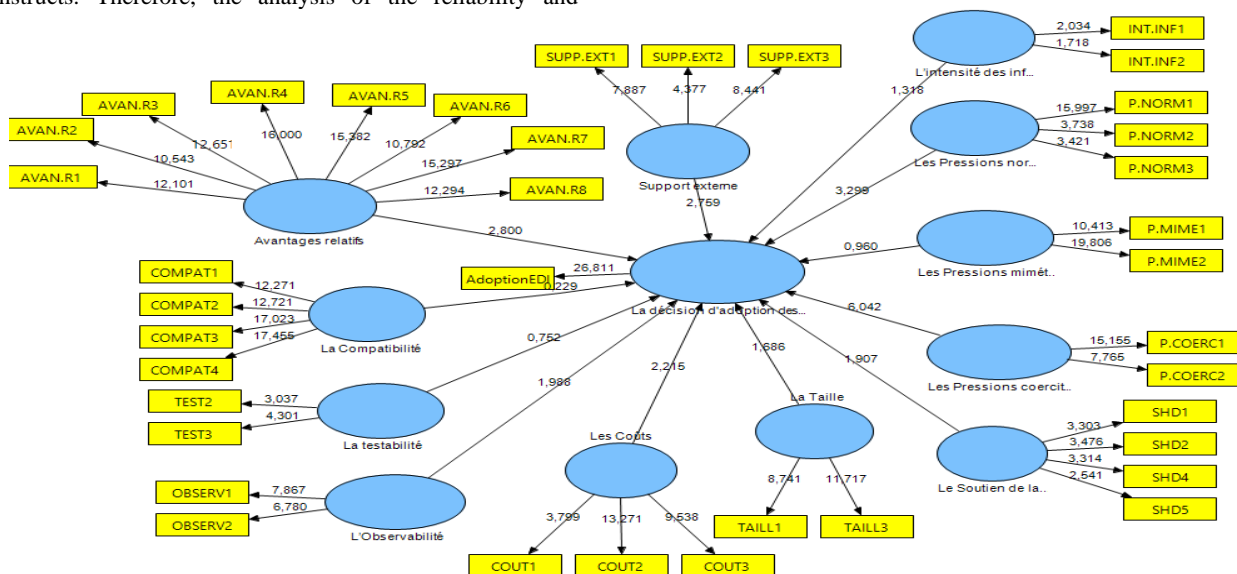 nstructs. Therefore, the analysis of the reliability and
AVAN.R1
AVAN.R2
AVAN.R3
AVAN.R4
AVAN.R5
AVAN.R6
AVAN.R7
AVAN.R8
12,101
10,543
12,651
16,000
15,382
10,792
15,297
12,294
Avantages relatifs
2,800
SUPP.EXT1
SUPP.EXT2
SUPP.EXT3
7,887
4,377
8,441
Support externe
2,759
INT.INF1
INT.INF2
2,034
1,718
L'intensité des inf...
1,318
P.NORM1
P.NORM2
P.NORM3
15,997
3,738
3,421
Les Pressions nor...
3,299
P.MIME1
P.MIME2
10,413
19,806
Les Pressions mimét..
0,960
AdoptionEDI
26,811
La décision d'adoption des...
COMPAT1
COMPAT2
COMPAT3
COMPAT4
12,271
12,721
17,023
17,455
La Compatibilité
0,229
P.COERC1
P.COERC2
15,155
7,765
Les Pressions coercit..
6,042
TEST2
TEST3
3,037
4,301
La testabilité
0,752
OBSERV1
OBSERV2
7,867
6,780
L'Observabilité
1,988
COUT1
COUT2
COUT3
3,799
13,271
9,538
Les Coûts
2,215
TAILL1
TAILL3
8,741
11,717
La Taille
1,686
SHD1
SHD2
SHD4
SHD5
3,303
3,476
3,314
2,541
Le Soutien de la..
1,907